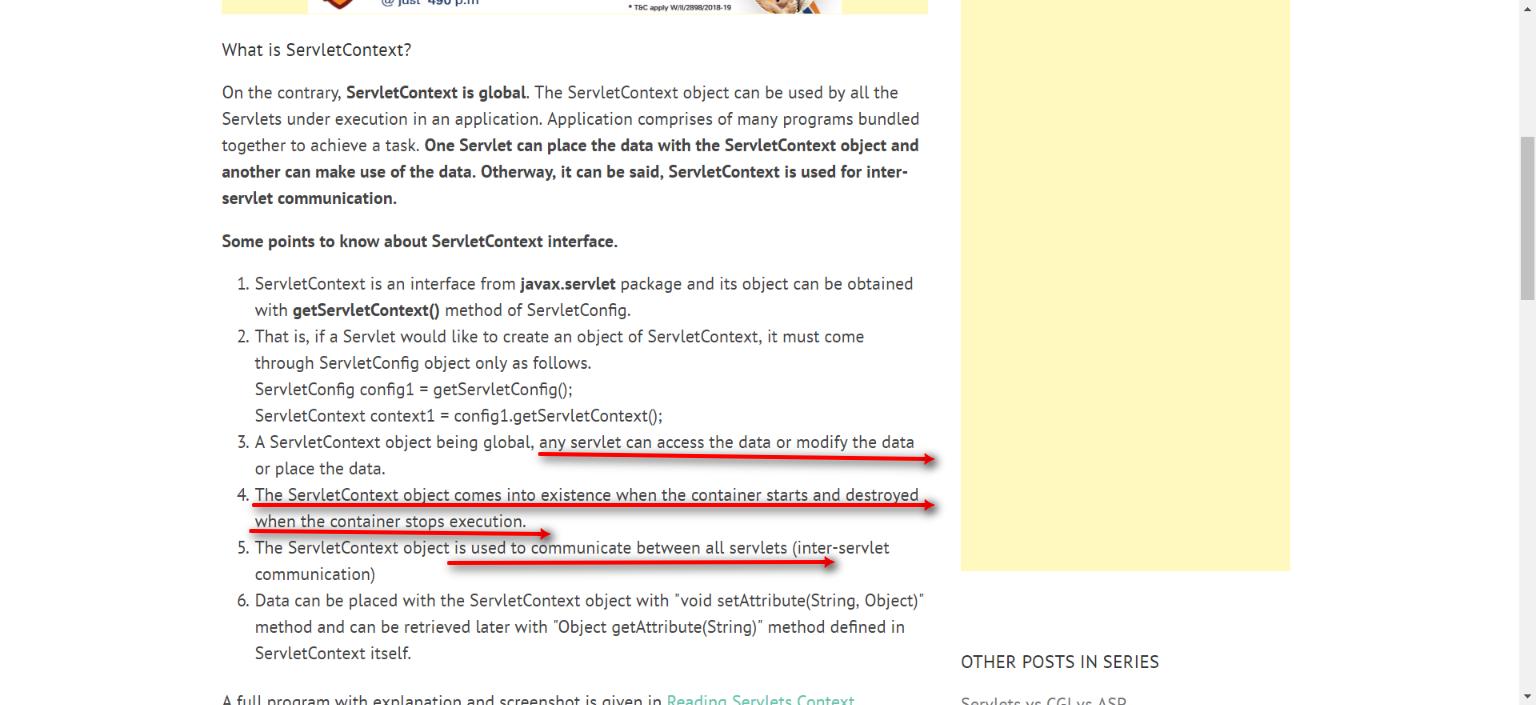 @ just 490 p.m
* T&C apply W/II/2898/2018-19
What is ServletContext?
On the contrary, ServletContext is global. The ServletContext object can be used by all the
Servlets under execution in an application. Application comprises of many programs bundled
together to achieve a task. One Servlet can place the data with the ServletContext object and
another can make use of the data. Otherway, it can be said, ServletContext is used for inter-
servlet communication.
Some points to know about ServletContext interface.
1. ServletContext is an interface from javax.servlet package and its object can be obtained
with getServletContext() method of ServletConfig.
2. That is, if a Servlet would like to create an object of ServletContext, it must come
through ServletConfig object only as follows.
ServletConfig config1 = getServletConfig();
ServletContext context1 = config1.getServletContext();
3. A ServletContext object being global, any servlet can access the data or modify the data
or place the data.
4. The ServletContext object comes into existence when the container starts and destroyed
when the container stops execution.
5. The ServletContext object is used to communicate between all servlets (inter-servlet
communication)
6. Data can be placed with the ServletContext object with "void setAttribute(String, Object)"
method and can be retrieved later with "Object getAttribute(String)" method defined in
ServletContext itself.
A full program with explanation and screenshot is given in Reading Servlets Context
OTHER POSTS IN SERIES
Servlets vs CGI vs ASP